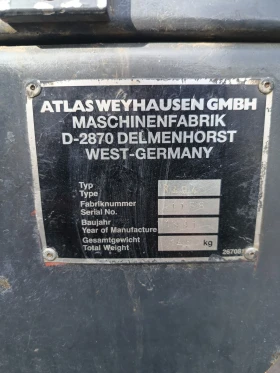 ATLAS WEYHAUSEN GMBH
MASCHINENFABRIK
D-2870 DELMENHORST
WEST-GERMANY
Typ
Type
Fabriknummer
Serial No.
Baujahr
Year of Manufacture
Gesamtgewicht
Total Weight kg